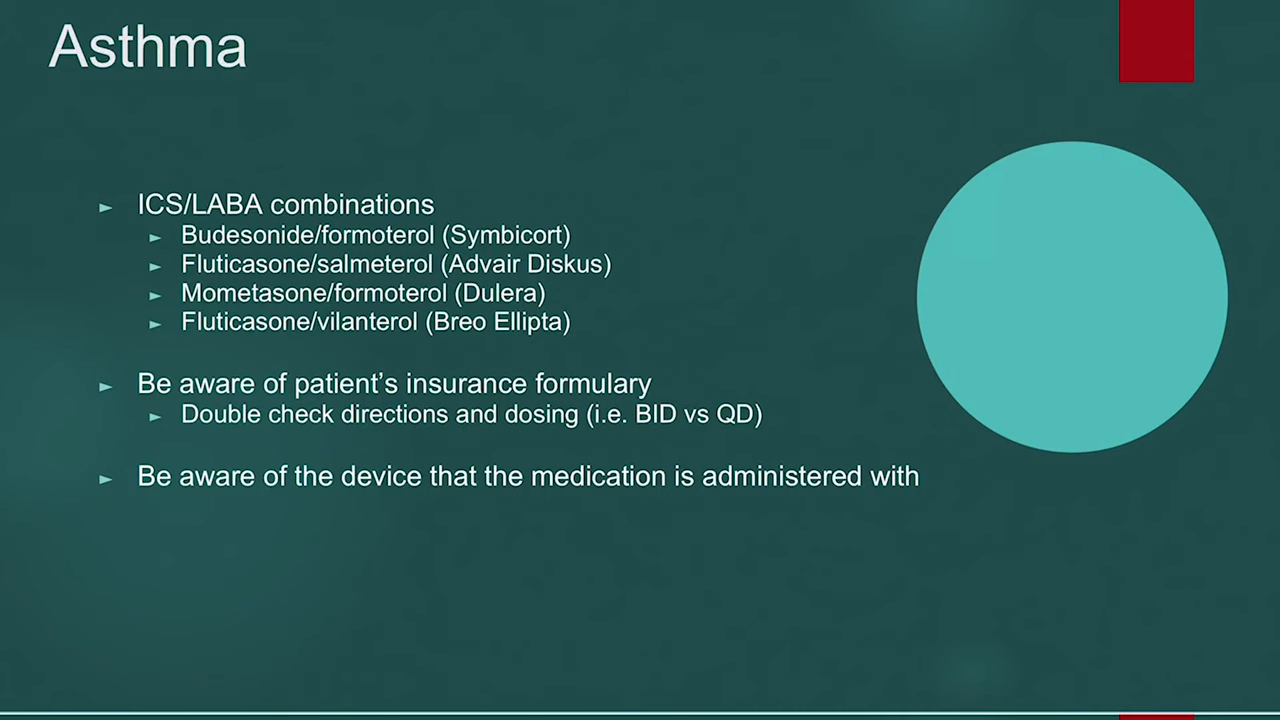 Asthma
► ICS/LABA combinations
► Budesonide/formoterol (Symbicort)
► Fluticasone/salmeterol (Advair Diskus)
► Mometasone/formoterol (Dulera)
► Fluticasone/vilanterol (Breo Ellipta)
► Be aware of patient’s insurance formulary
► Double check directions and dosing (i.e. BID vs QD)
► Be aware of the device that the medication is administered with